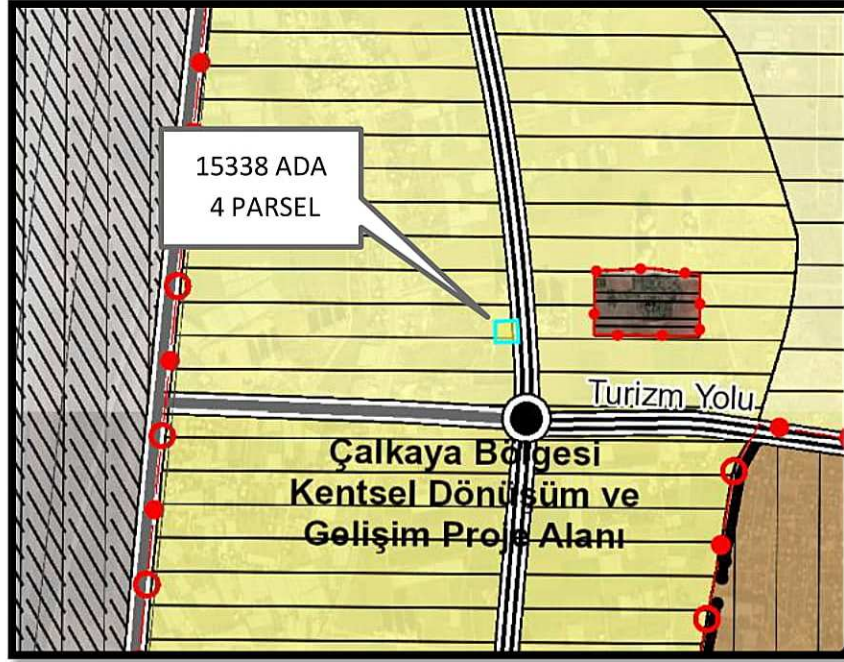 15338 ADA
4 PARSEL
Turizm Yolu
Çalkaya Bölgesi
Kentsel Dönüşüm ve
Gelişim Proje Alanı